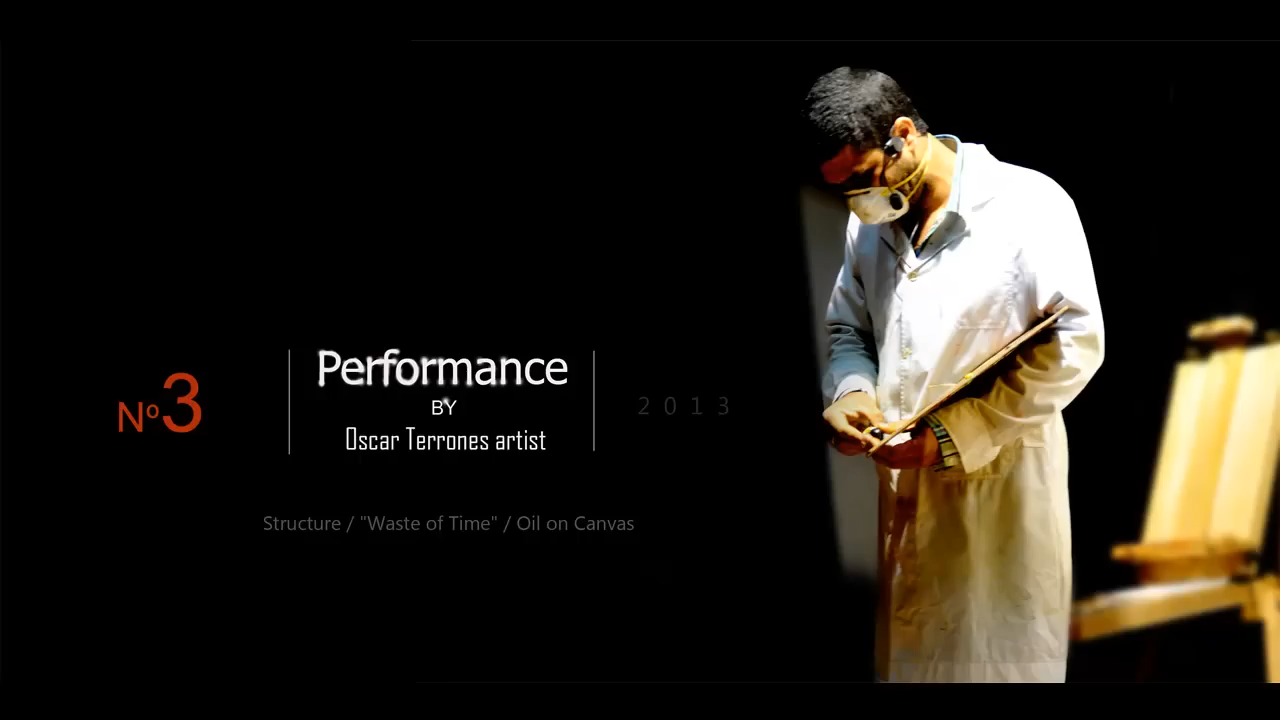 Nº3
Performance
BY
Oscar Terrones artist
2013
Structure / "Waste of Time" / Oil on Canvas